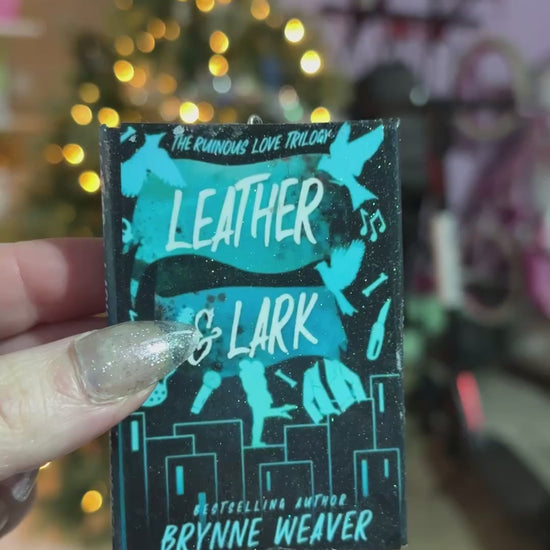 THE RUINOUS LOVE TRILOGY
LEATHER
& LARK
BESTSELLING AUTHOR
BRYNNE WEAVER